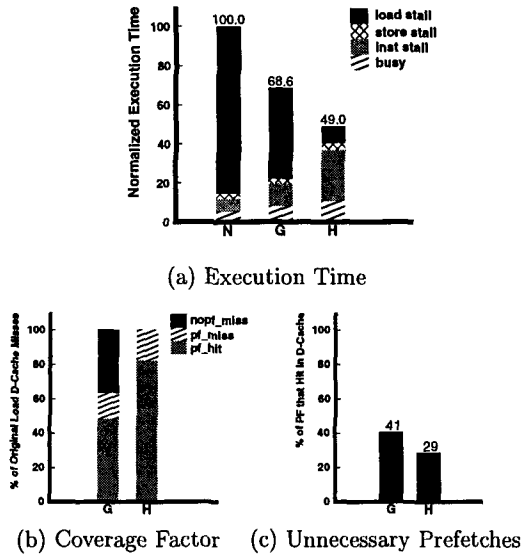 load stall
store stall
inst stall
busy
Normalized Execution Time
100
80
60
40
20
0
100.0
68.6
49.0
N G H
(a) Execution Time
% of Original Load D-Cache Misses
100
80
60
40
20
0
nopf_miss
pf_miss
pf_hit
G H
% of PF that Hit in D-Cache
100
80
60
40
20
0
41
29
G H
(b) Coverage Factor (c) Unnecessary Prefetches